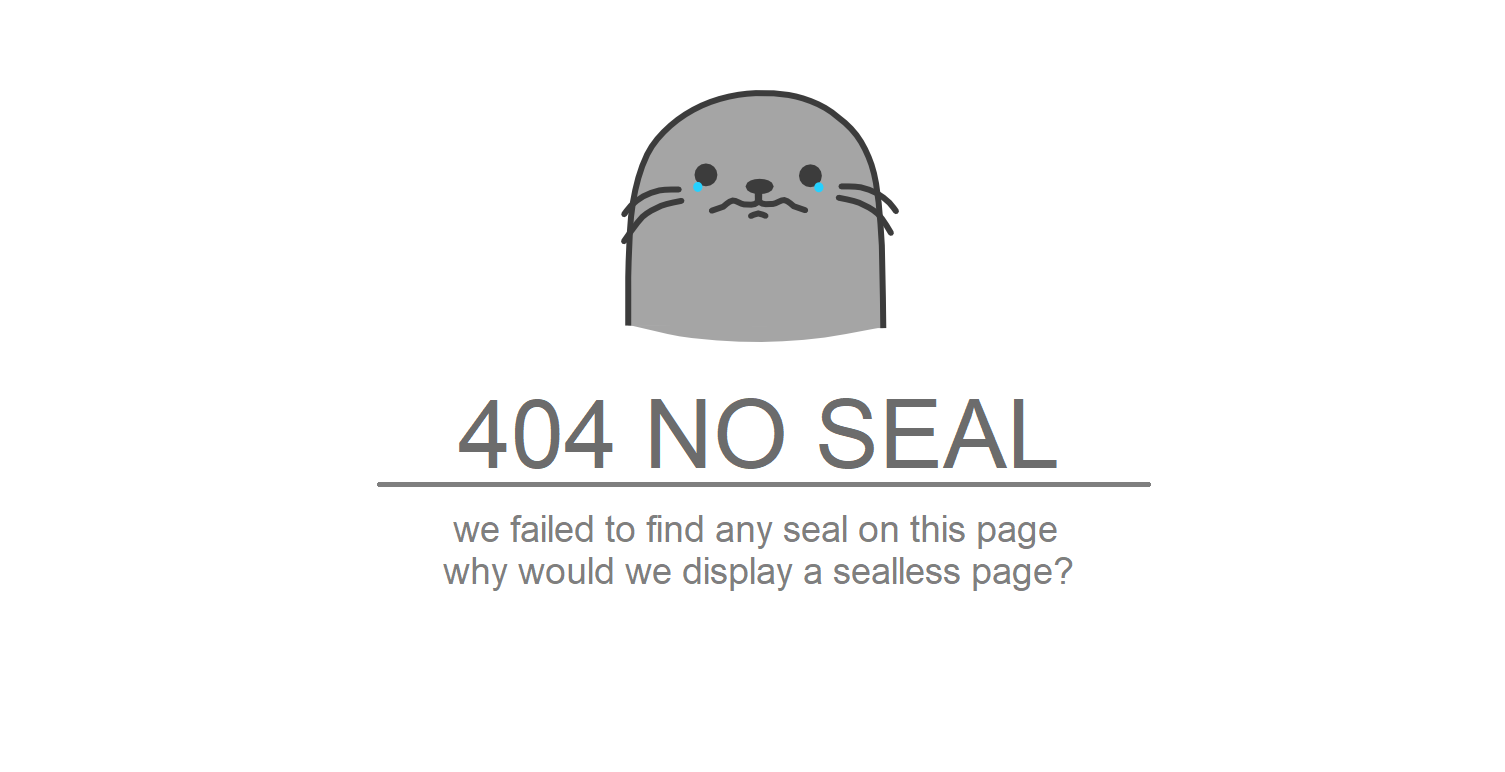 404 NO SEAL
we failed to find any seal on this page
why would we display a sealless page?